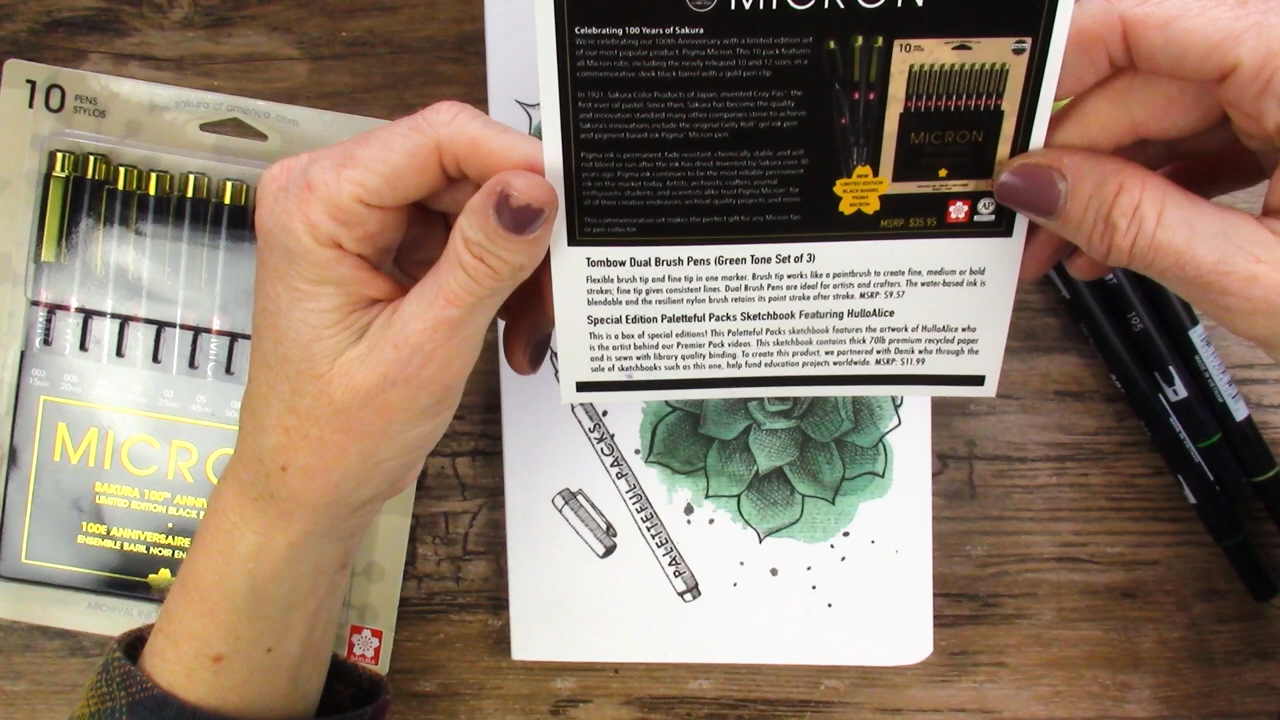 MICRON
Celebrating 100 Years of Sakura
We're celebrating our 100th Anniversary with a limited edition set
of our most popular product, Pigma Micron. This 10 pack features
all Micron nibs, including the newly released 10 and 12 sizes, in a
commemorative sleek black barrel with a gold pen clip.
In 1921, Sakura Color Products of Japan, invented Cray-Pas®, the
first ever oil pastel. Since then, Sakura has become the quality
and innovation standard many other companies strive to achieve.
Sakura's innovations include the original Gelly Roll® gel ink pen
and pigment based ink Pigma® Micron pen.
Pigma ink is permanent, fade resistant, chemically stable, and will
not bleed or run after the ink has dried. Invented by Sakura over 30
years ago, Pigma ink continues to be the most reliable permanent
ink on the market today. Artists, archivists, crafters, journal
enthusiasts, students, and scientists alike trust Pigma Micron® for
all of their creative endeavors, archival quality projects, and more.
This commemorative set makes the perfect gift for any Micron fan
or pen collector.
10 PENS
MICRON
NEW
LIMITED EDITION
BLACK BARREL
PIGMA
MICRON
AP
MSRP $35.95
Tombow Dual Brush Pens (Green Tone Set of 3)
Flexible brush tip and fine tip in one marker. Brush tip works like a paintbrush to create fine, medium or bold
strokes; fine tip gives consistent lines. Dual Brush Pens are ideal for artists and crafters. The water-based ink is
blendable and the resilient nylon brush retains its point stroke after stroke. MSRP: $9.57
Special Edition Paletteful Packs Sketchbook Featuring HulloAlice
This is a box of special editions! This Paletteful Packs sketchbook features the artwork of HulloAlice who
is the artist behind our Premier Pack videos. This sketchbook contains thick 70lb premium recycled paper
and is sewn with library quality binding. To create this product, we partnered with Denik who through the
sale of sketchbooks such as this one, help fund education projects worldwide. MSRP: $11.99
10 PENS
STYLOS
sakura of america.com
003 005 03 05 08
MICRO
SAKURA 100TH ANNIV
LIMITED EDITION BLACK
100E ANNIVERSAIRE
ENSEMBLE BARIL NOIR EN
ARCHIVAL INK
SAKURA
PALETTEFUL PACKS
195